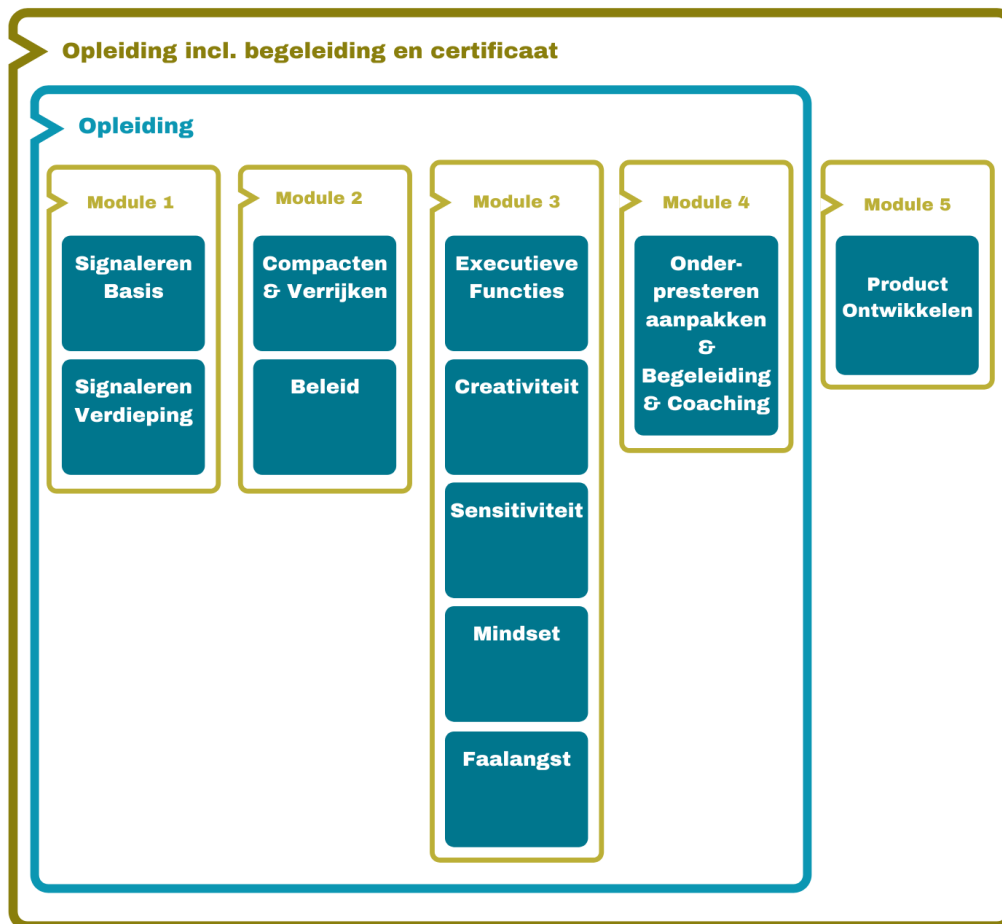 Opleiding incl. begeleiding en certificaat
Opleiding
Module 1
Signaleren
Basis
Signaleren
Verdieping
Module 2
Compacten
& Verrijken
Beleid
Module 3
Executieve
Functies
Creativiteit
Sensitiviteit
Mindset
Faalangst
Module 4
Onder-
presteren
aanpakken
&
Begeleiding
& Coaching
Module 5
Product
Ontwikkelen